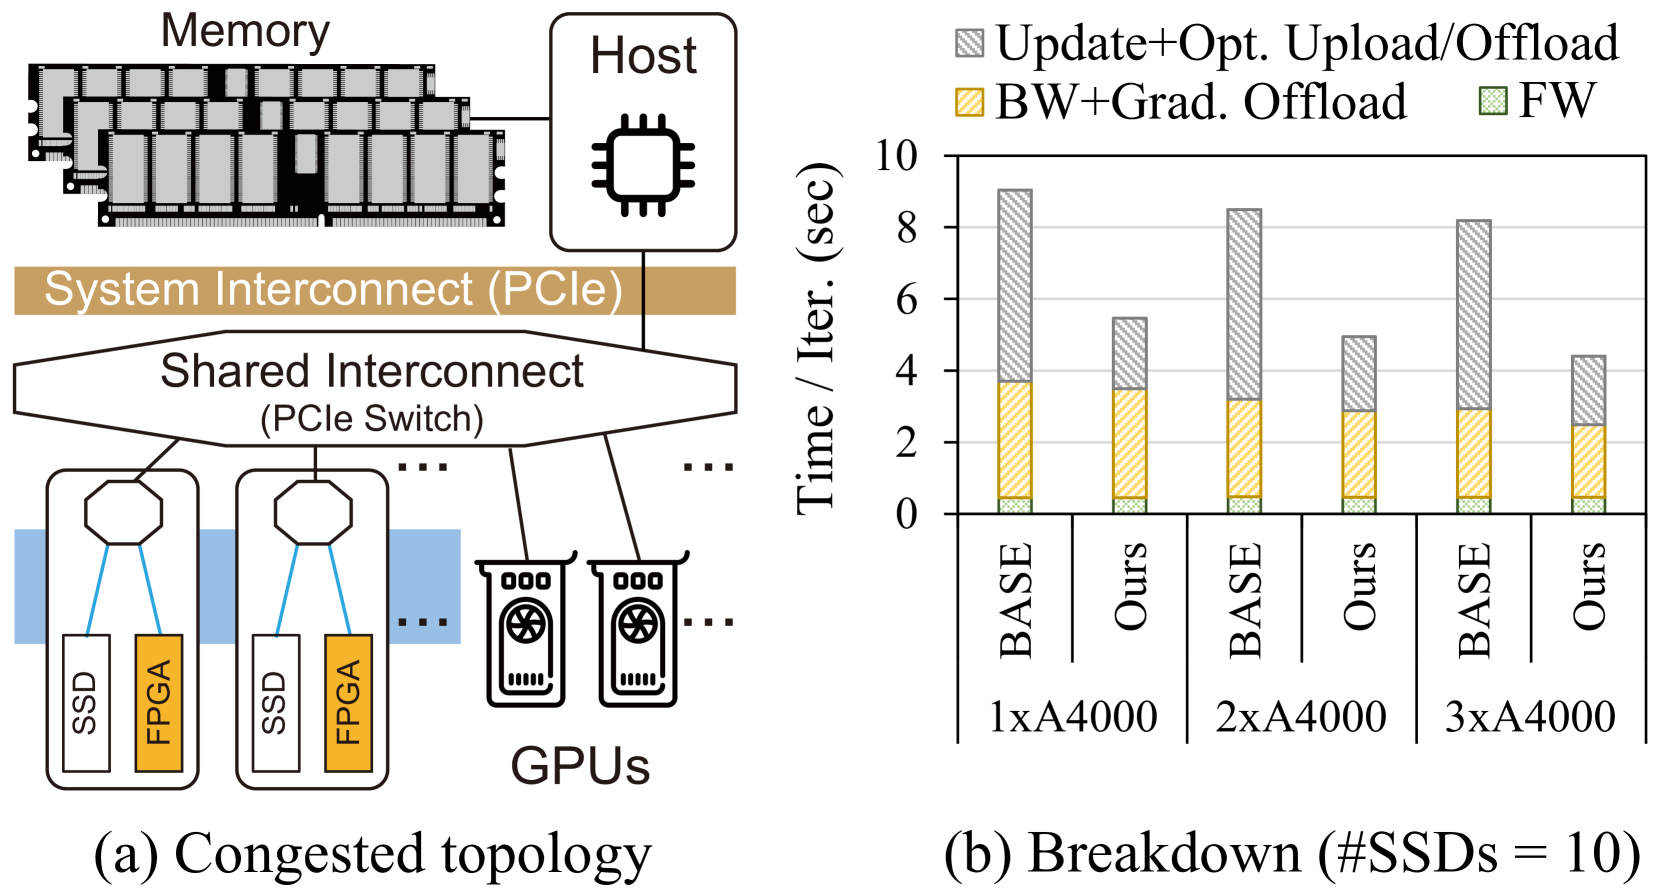 Memory
Host
System Interconnect (PCIe)
Shared Interconnect
(PCIe Switch)
... ...
... ...
SSD
FPGA
SSD
FPGA
GPUs
(a) Congested topology
Update+Opt. Upload/Offload
BW+Grad. Offload FW
Time / Iter. (sec)
10
8
6
4
2
0
BASE
Ours
BASE
Ours
BASE
Ours
1xA4000 2xA4000 3xA4000
(b) Breakdown (#SSDs = 10)